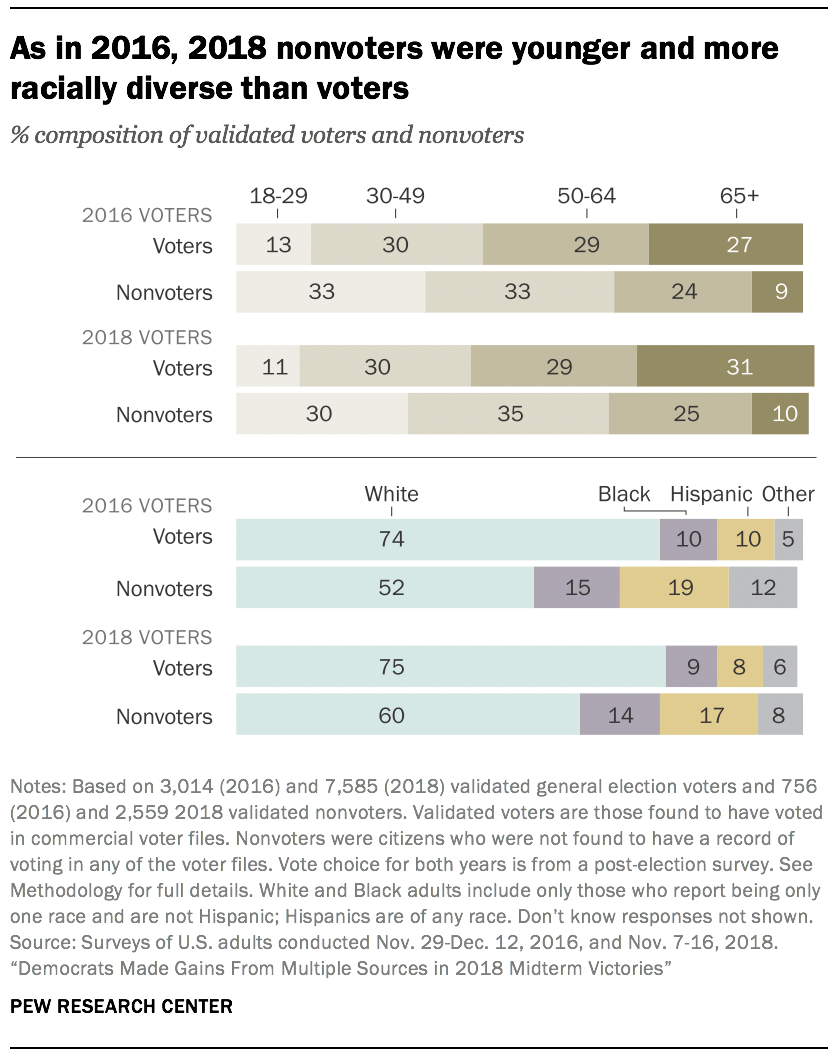 As in 2016, 2018 nonvoters were younger and more
racially diverse than voters
% composition of validated voters and nonvoters
18-29 30-49 50-64 65+
2016 VOTERS
Voters 13 30 29 27
Nonvoters 33 33 24 9
2018 VOTERS
Voters 11 30 29 31
Nonvoters 30 35 25 10
White Black Hispanic Other
2016 VOTERS
Voters 74 10 10 5
Nonvoters 52 15 19 12
2018 VOTERS
Voters 75 9 8 6
Nonvoters 60 14 17 8
Notes: Based on 3,014 (2016) and 7,585 (2018) validated general election voters and 756
(2016) and 2,559 2018 validated nonvoters. Validated voters are those found to have voted
in commercial voter files. Nonvoters were citizens who were not found to have a record of
voting in any of the voter files. Vote choice for both years is from a post-election survey. See
Methodology for full details. White and Black adults include only those who report being only
one race and are not Hispanic; Hispanics are of any race. Don’t know responses not shown.
Source: Surveys of U.S. adults conducted Nov. 29-Dec. 12, 2016, and Nov. 7-16, 2018.
“Democrats Made Gains From Multiple Sources in 2018 Midterm Victories”
PEW RESEARCH CENTER